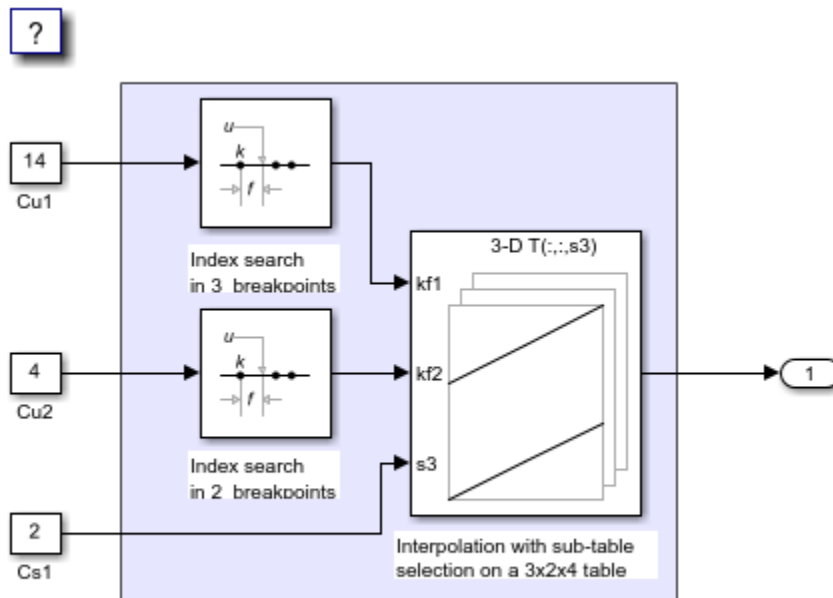 ?
14
Cu1
u
k
f
Index search
in 3 breakpoints
3-D T(:,:,s3)
kf1
kf2
s3
4
Cu2
u
k
f
Index search
in 2 breakpoints
1
2
Cs1
Interpolation with sub-table
selection on a 3x2x4 table